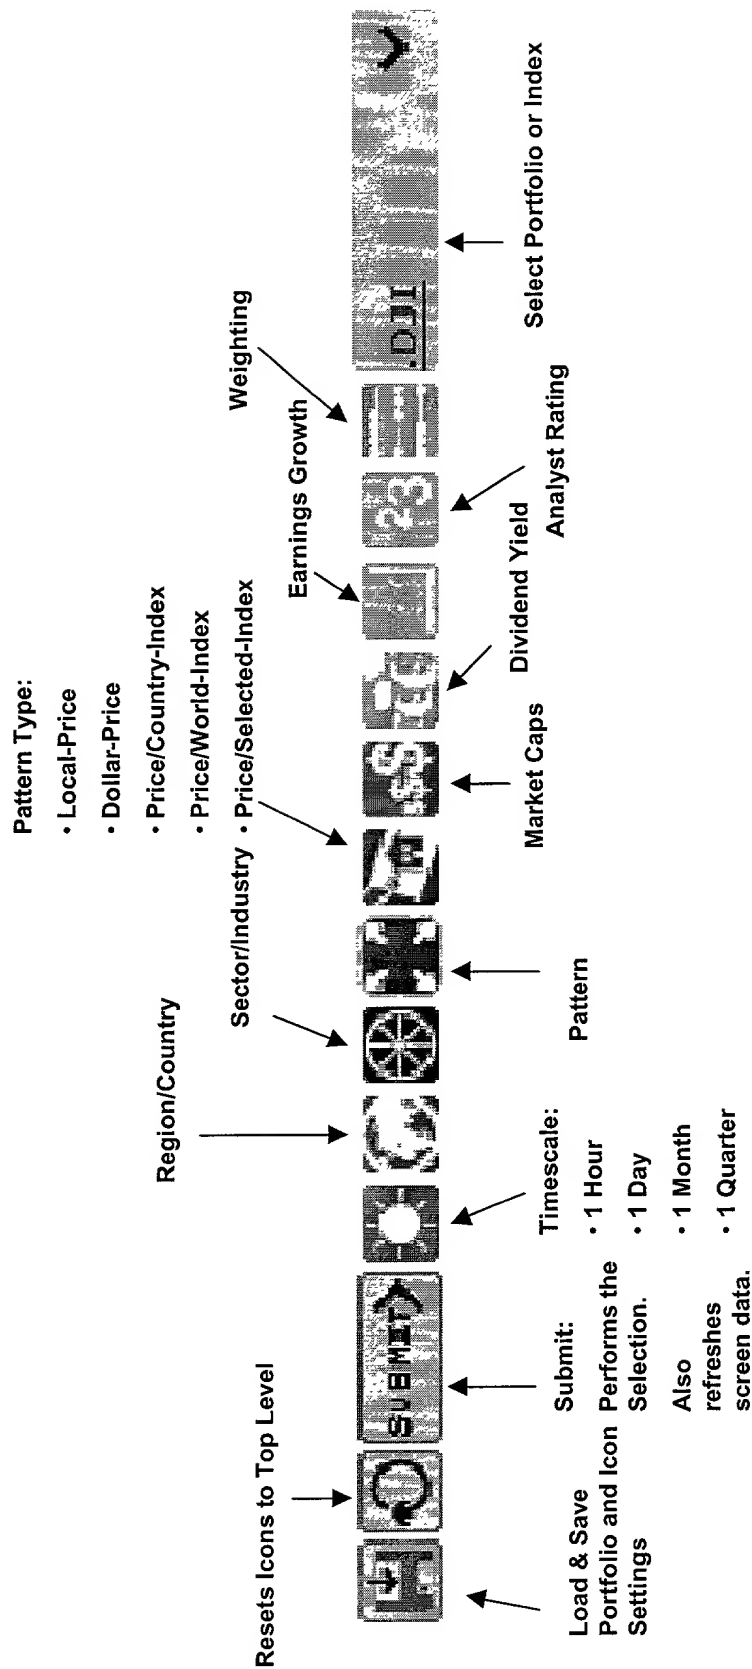 Pattern Type:
• Local-Price
• Dollar-Price
• Price/Country-Index
• Price/World-Index
• Price/Selected-Index
Resets Icons to Top Level
Region/Country
Sector/Industry
Earnings Growth
Weighting
SUBMIT
23
.DJI
Load & Save
Portfolio and Icon
Settings
Submit:
Performs the
Selection.
Also
refreshes
screen data.
Timescale:
• 1 Hour
• 1 Day
• 1 Month
• 1 Quarter
Pattern
Market Caps
Dividend Yield
Analyst Rating
Select Portfolio or Index